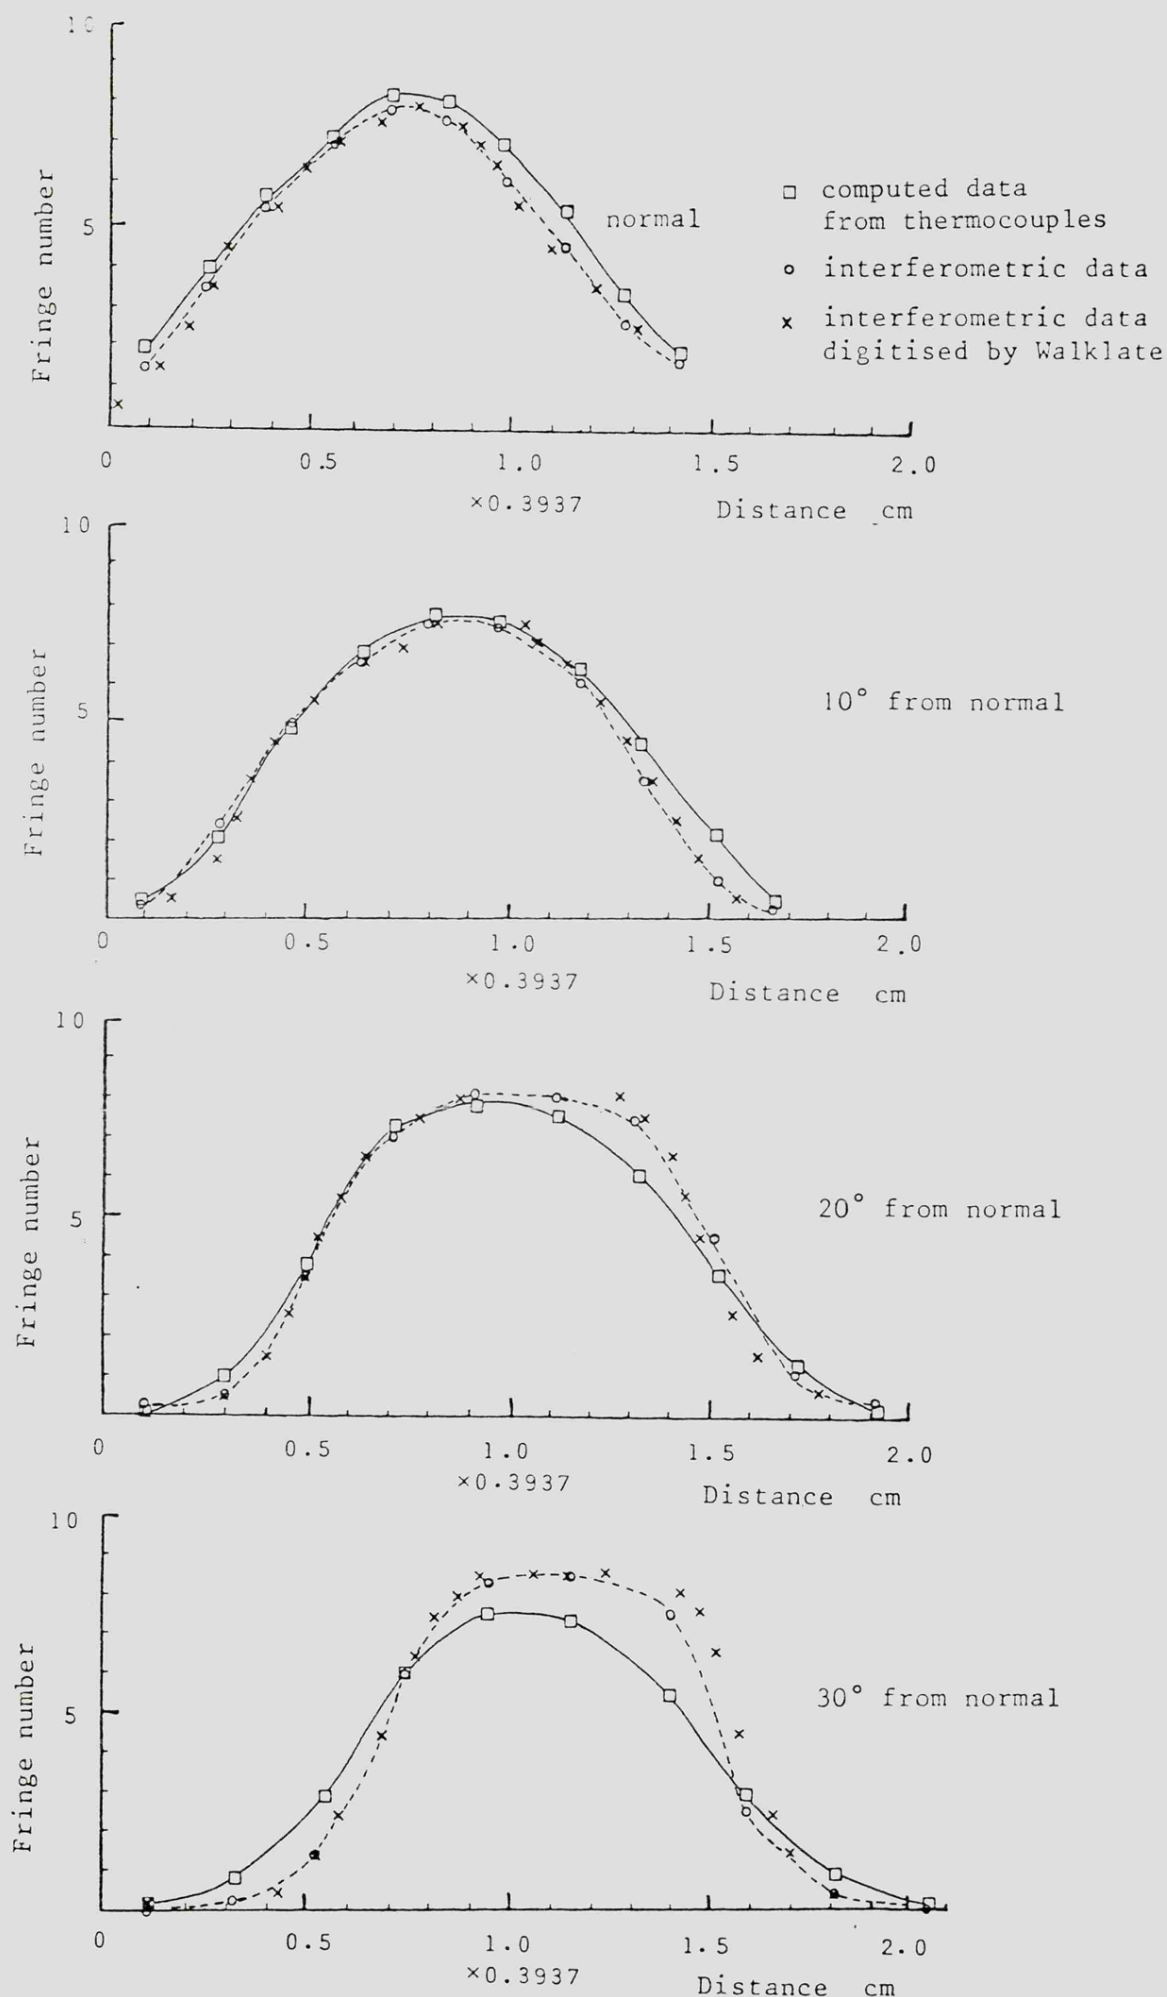 10
Fringe number
5
normal
□ computed data
from thermocouples
o interferometric data
x interferometric data
digitised by Walklate
0 0.5 1.0 1.5 2.0
×0.3937 Distance cm
10
Fringe number
5
10° from normal
0 0.5 1.0 1.5 2.0
×0.3937 Distance cm
10
Fringe number
5
20° from normal
0 0.5 1.0 1.5 2.0
×0.3937 Distance cm
10
Fringe number
5
30° from normal
0 0.5 1.0 1.5 2.0
×0.3937 Distance cm